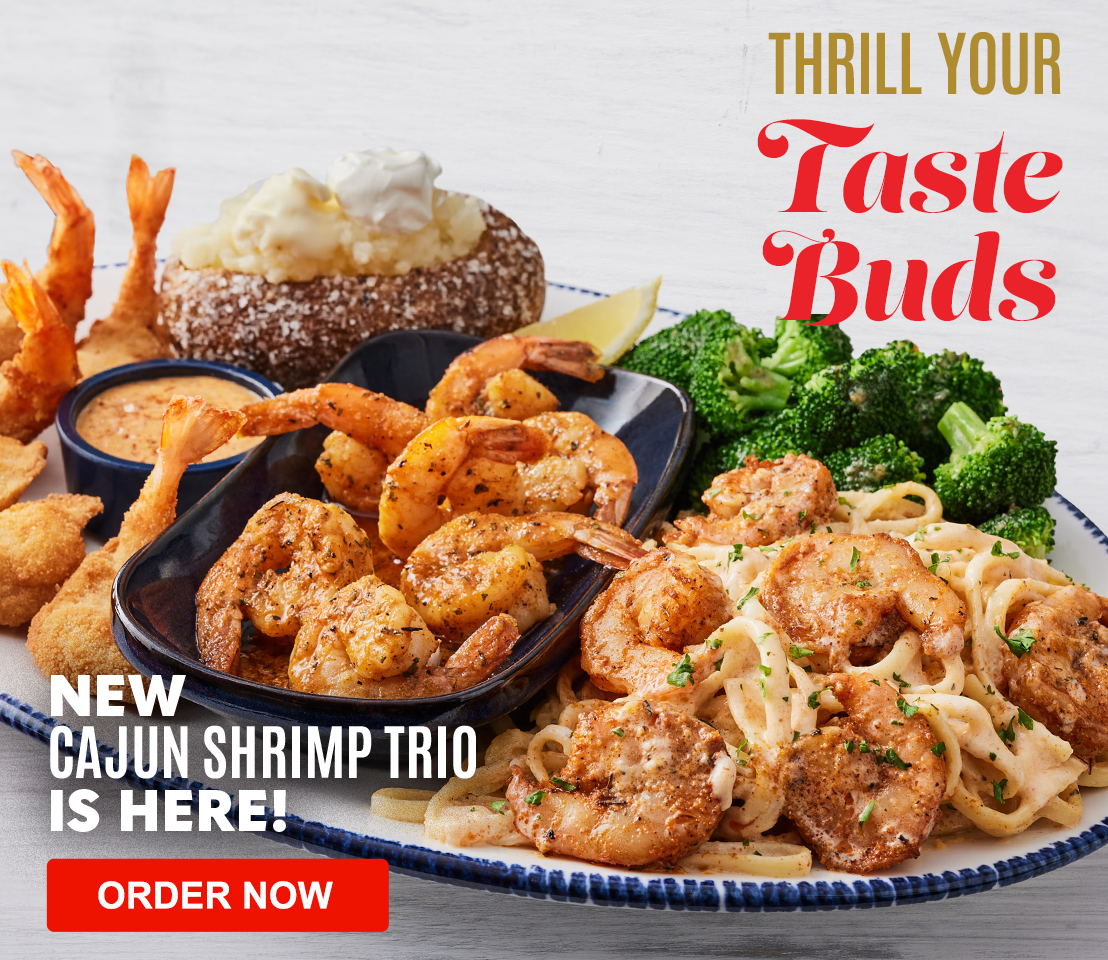 THRILL YOUR
Taste
Buds
NEW
CAJUN SHRIMP TRIO
IS HERE!
ORDER NOW